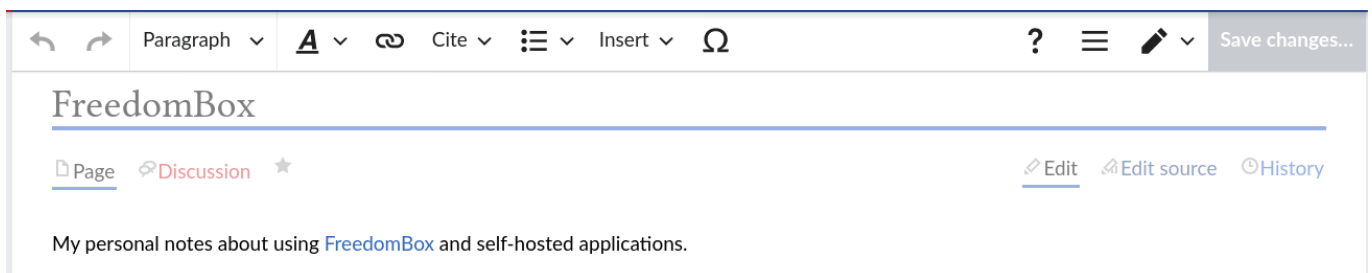 Paragraph A Cite Insert Ω ? Save changes...
FreedomBox
Page Discussion Edit Edit source History
My personal notes about using FreedomBox and self-hosted applications.